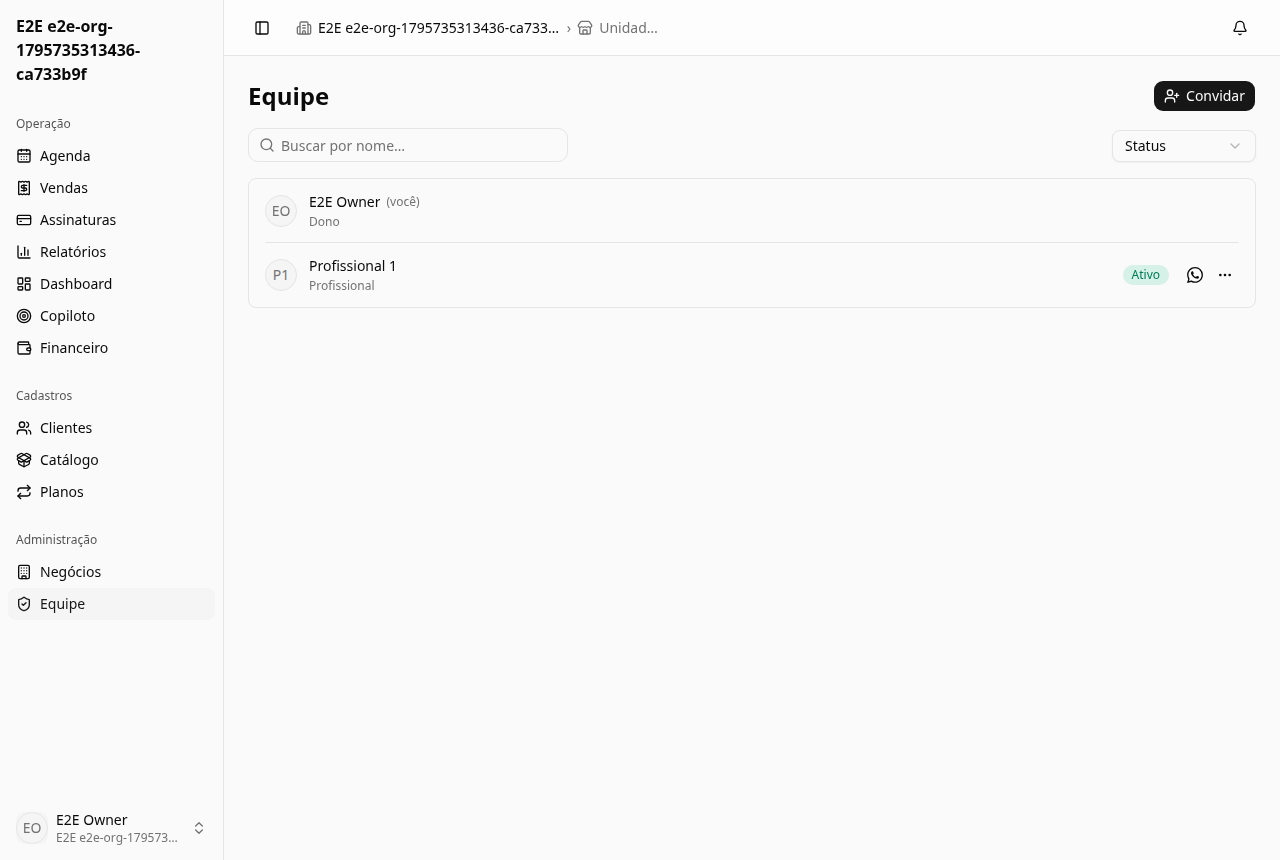 E2E e2e-org-
1795735313436-
ca733b9f
Operação
Agenda
Vendas
Assinaturas
Relatórios
Dashboard
Copiloto
Financeiro
Cadastros
Clientes
Catálogo
Planos
Administração
Negócios
Equipe
EO
E2E Owner
E2E e2e-org-179573...
E2E e2e-org-1795735313436-ca733... › Unidad...
Equipe
Convidar
Buscar por nome...
Status
EO
E2E Owner (você)
Dono
P1
Profissional 1
Profissional
Ativo